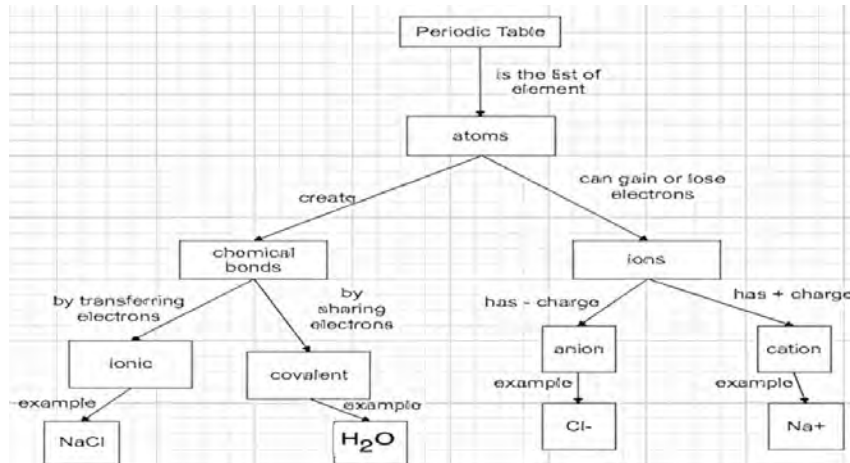 Periodic Table
is the list of
element
atoms
create
can gain or lose
electrons
chemical
bonds
ions
by transferring
electrons
by
sharing
electrons
has - charge
has + charge
ionic
covalent
anion
cation
example
example
example
example
NaCl
H₂O
Cl-
Na+